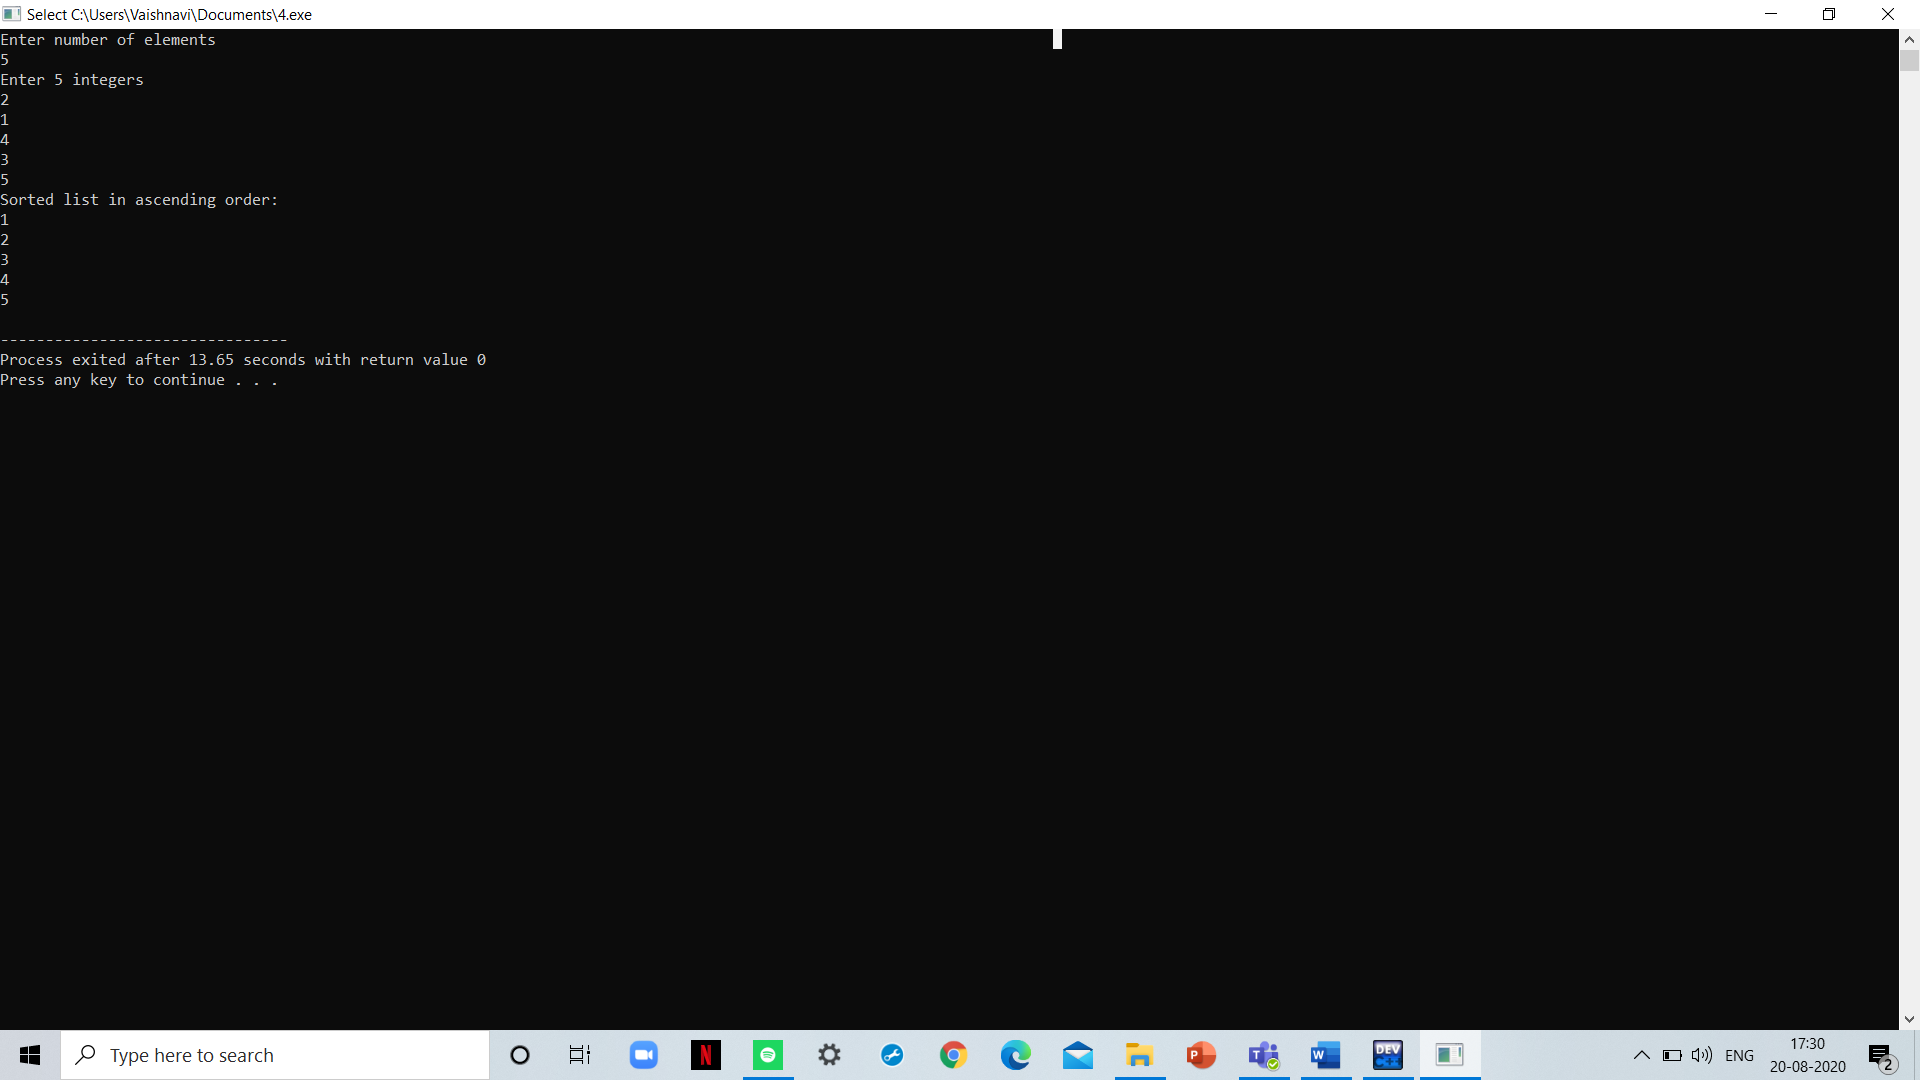 Select C:\Users\Vaishnavi\Documents\4.exe
Enter number of elements
5
Enter 5 integers
2
1
4
3
5
Sorted list in ascending order:
1
2
3
4
5
--------------------------------
Process exited after 13.65 seconds with return value 0
Press any key to continue . . .
Type here to search
N
P
T
W
DEV
C++
ENG
17:30
20-08-2020
2